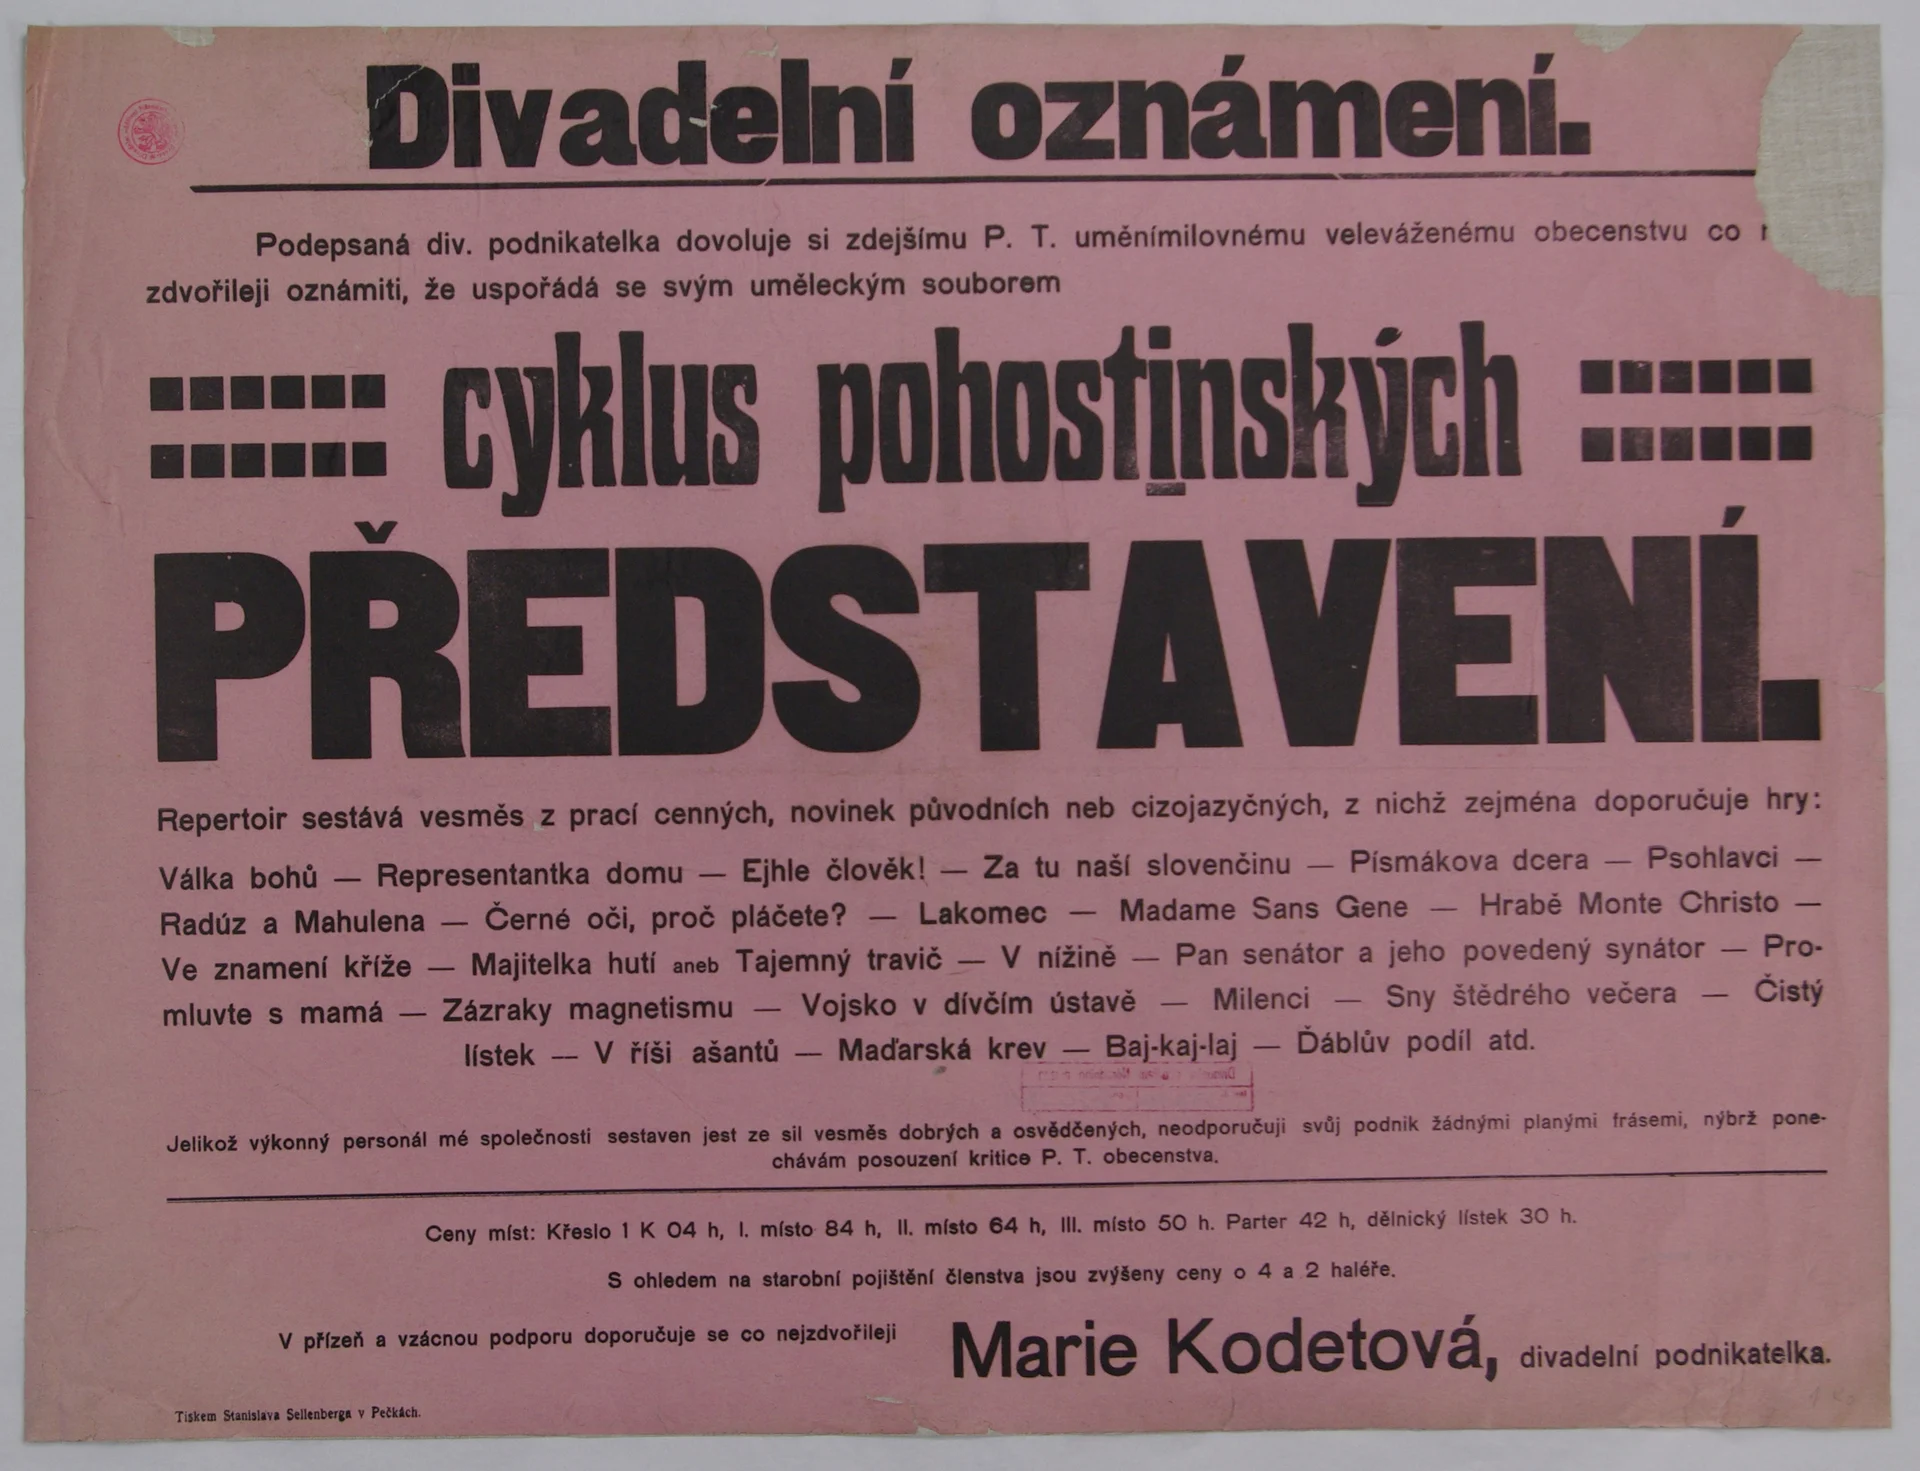 Divadelní oznámení.
Podepsaná div. podnikatelka dovoluje si zdejšímu P. T. uměnímilovnému veleváženému obecenstvu co
zdvořileji oznámiti, že uspořádá se svým uměleckým souborem
cyklus pohostinských
PŘEDSTAVENÍ.
Repertoir sestává vesměs z prací cenných, novinek původních neb cizojazyčných, z nichž zejména doporučuje hry:
Válka bohů — Representantka domu — Ejhle člověk! — Za tu naší slovenčinu — Písmákova dcera — Psohlavci —
Radúz a Mahulena — Černé oči, proč pláčete? — Lakomec — Madame Sans Gene — Hrabě Monte Christo —
Ve znamení kříže — Majitelka hutí aneb Tajemný travič — V nížině — Pan senátor a jeho povedený synátor — Pro-
mluvte s mamá — Zázraky magnetismu — Vojsko v dívčím ústavě — Milenci — Sny štědrého večera — Čistý
lístek — V říši ašantů — Maďarská krev — Baj-kaj-laj — Ďáblův podíl atd.
Jelikož výkonný personál mé společnosti sestaven jest ze sil vesměs dobrých a osvědčených, neodporučuji svůj podnik žádnými planými frásemi, nýbrž pone-
chávám posouzení kritice P. T. obecenstva.
Ceny míst: Křeslo 1 K 04 h, I. místo 84 h, II. místo 64 h, III. místo 50 h. Parter 42 h, dělnický lístek 30 h.
S ohledem na starobní pojištění členstva jsou zvýšeny ceny o 4 a 2 haléře.
V přízeň a vzácnou podporu doporučuje se co nejzdvořileji Marie Kodetová, divadelní podnikatelka.
Tiskem Stanislava Sellenberga v Pečkách.